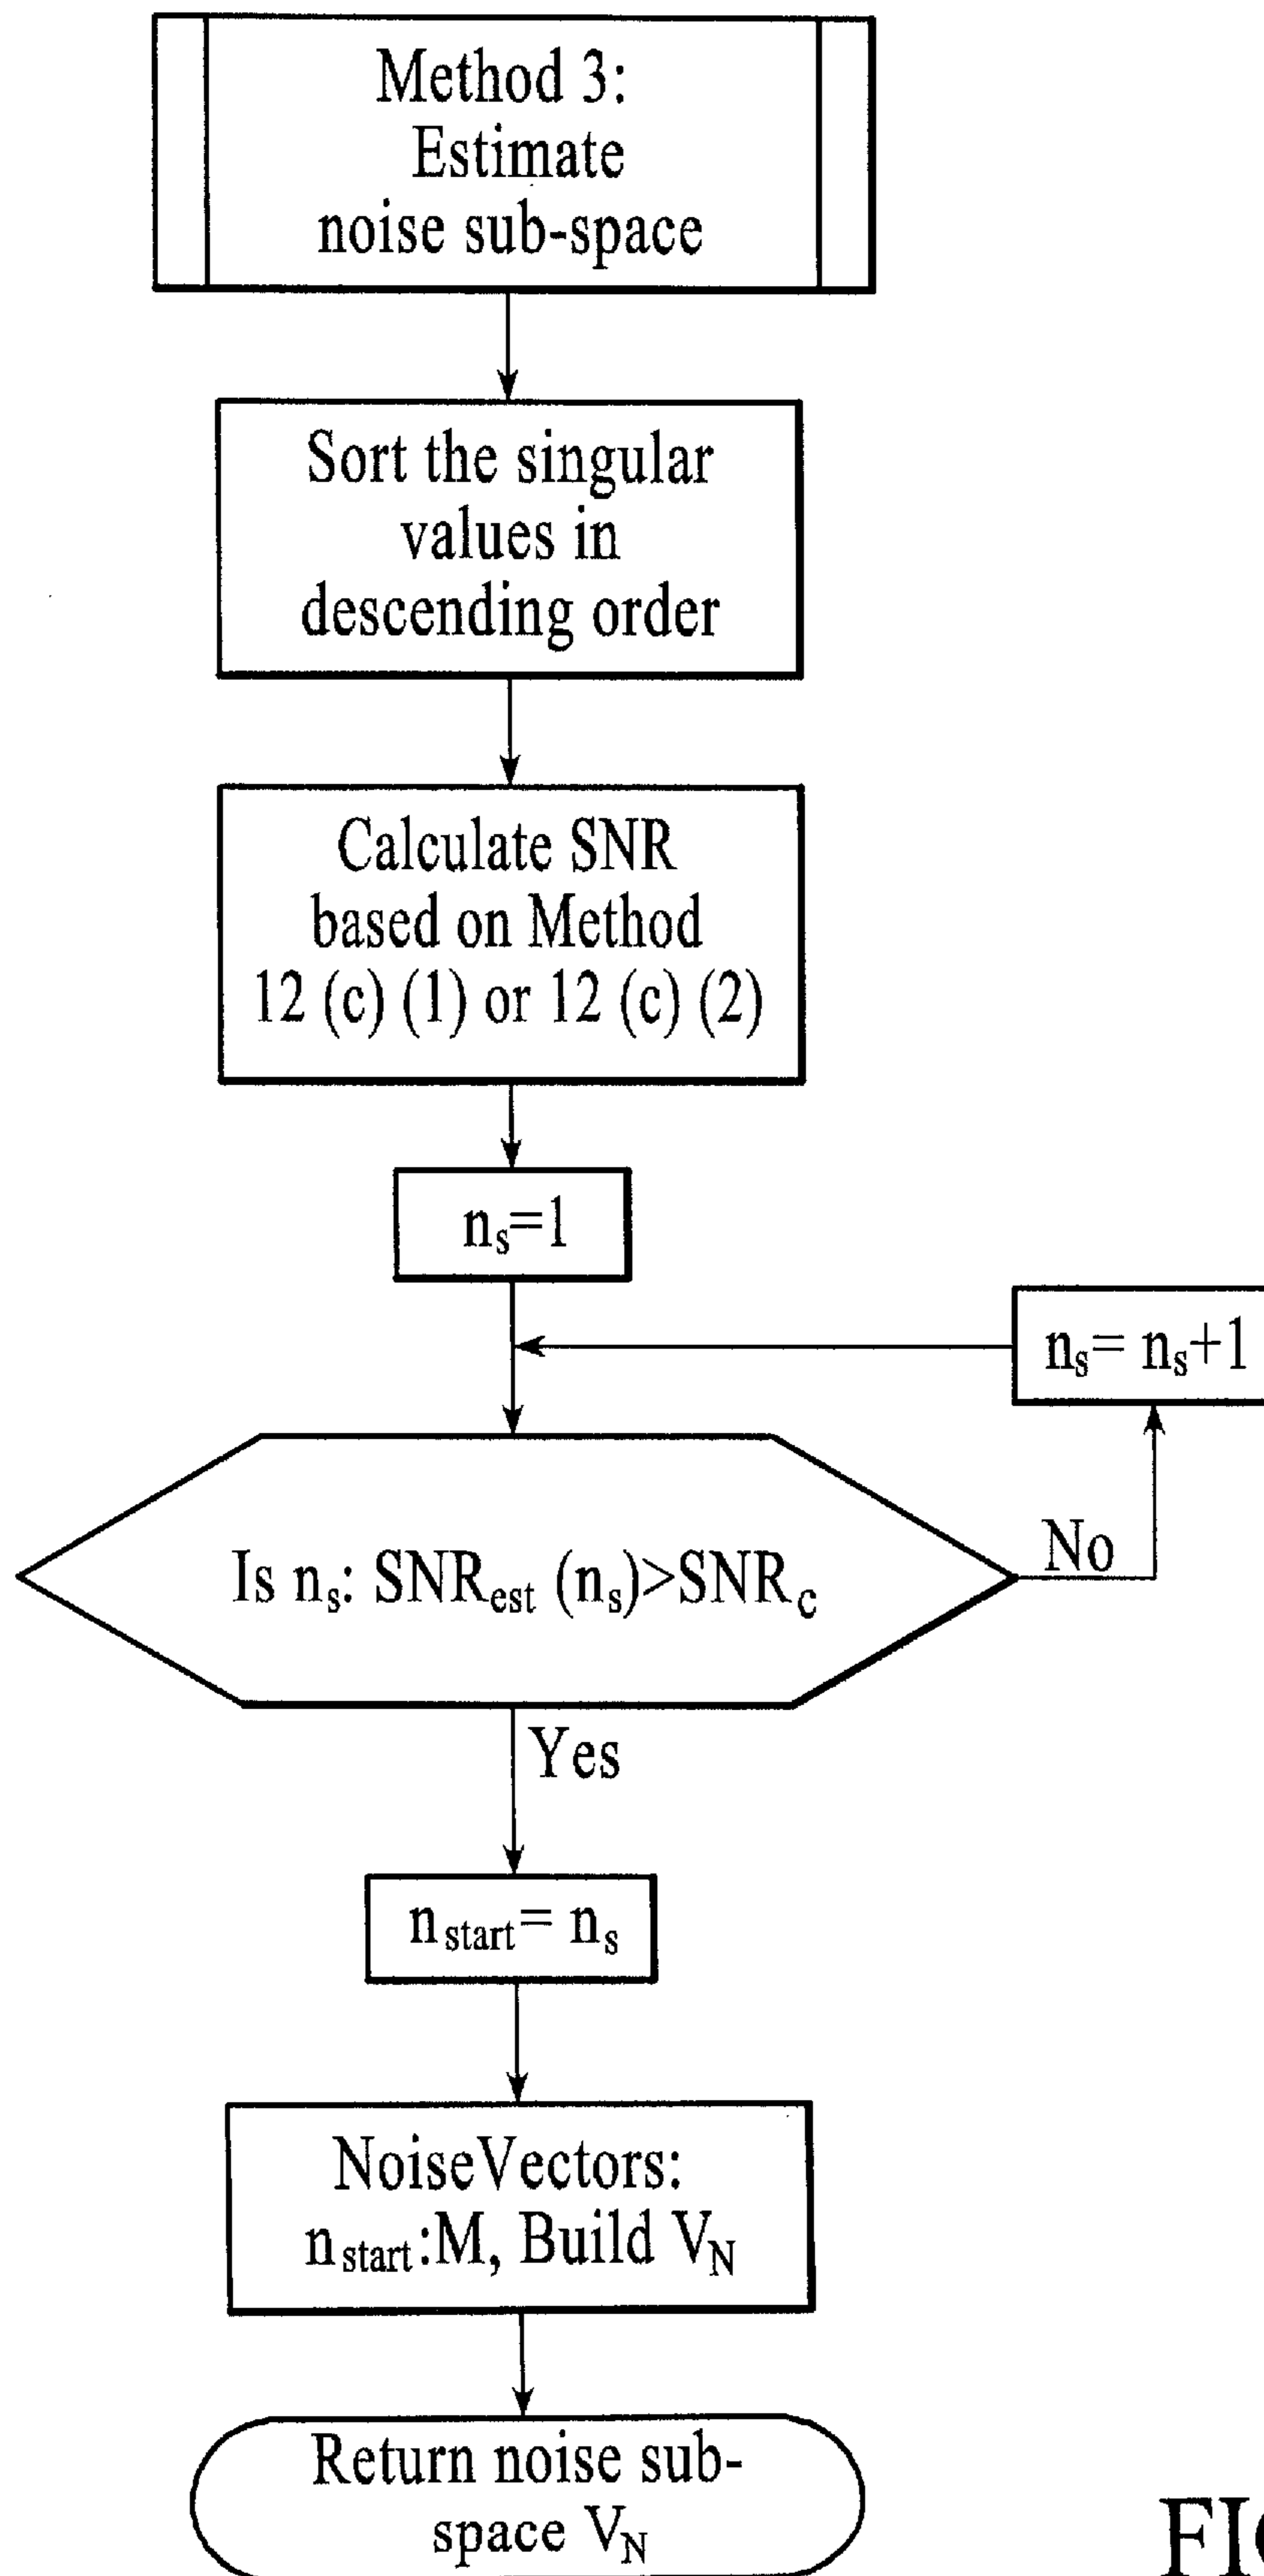 Method 3:
Estimate
noise sub-space
Sort the singular
values in
descending order
Calculate SNR
based on Method
12 (c) (1) or 12 (c) (2)
nₛ=1
nₛ= nₛ+1
Is nₛ: SNRest (nₛ)>SNRc
No
Yes
nstart= nₛ
NoiseVectors:
nstart:M, Build VN
Return noise sub-
space VN